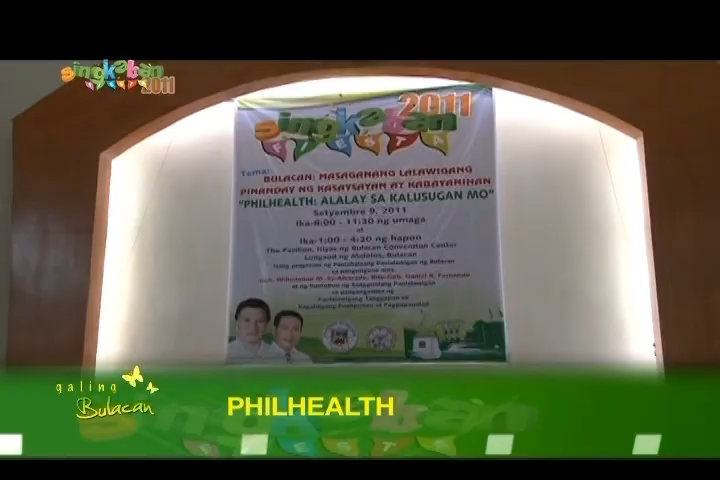 singkaban
FIESTA
2011
2011
singkaban
FIESTA
Tema:
BULACAN: MASAGANANG LALAWIGANG
PINANDAY NG KASAYSAYAN AT KABAYANIHAN
"PHILHEALTH: ALALAY SA KALUSUGAN MO"
Setyembre 9, 2011
ika-8:00 - 11:30 ng umaga
at
ika-1:00 - 4:30 ng hapon
The Pavilion, Hiyas ng Bulacan Convention Center
Lungsod ng Malolos, Bulacan
galing
Bulacan
PHILHEALTH